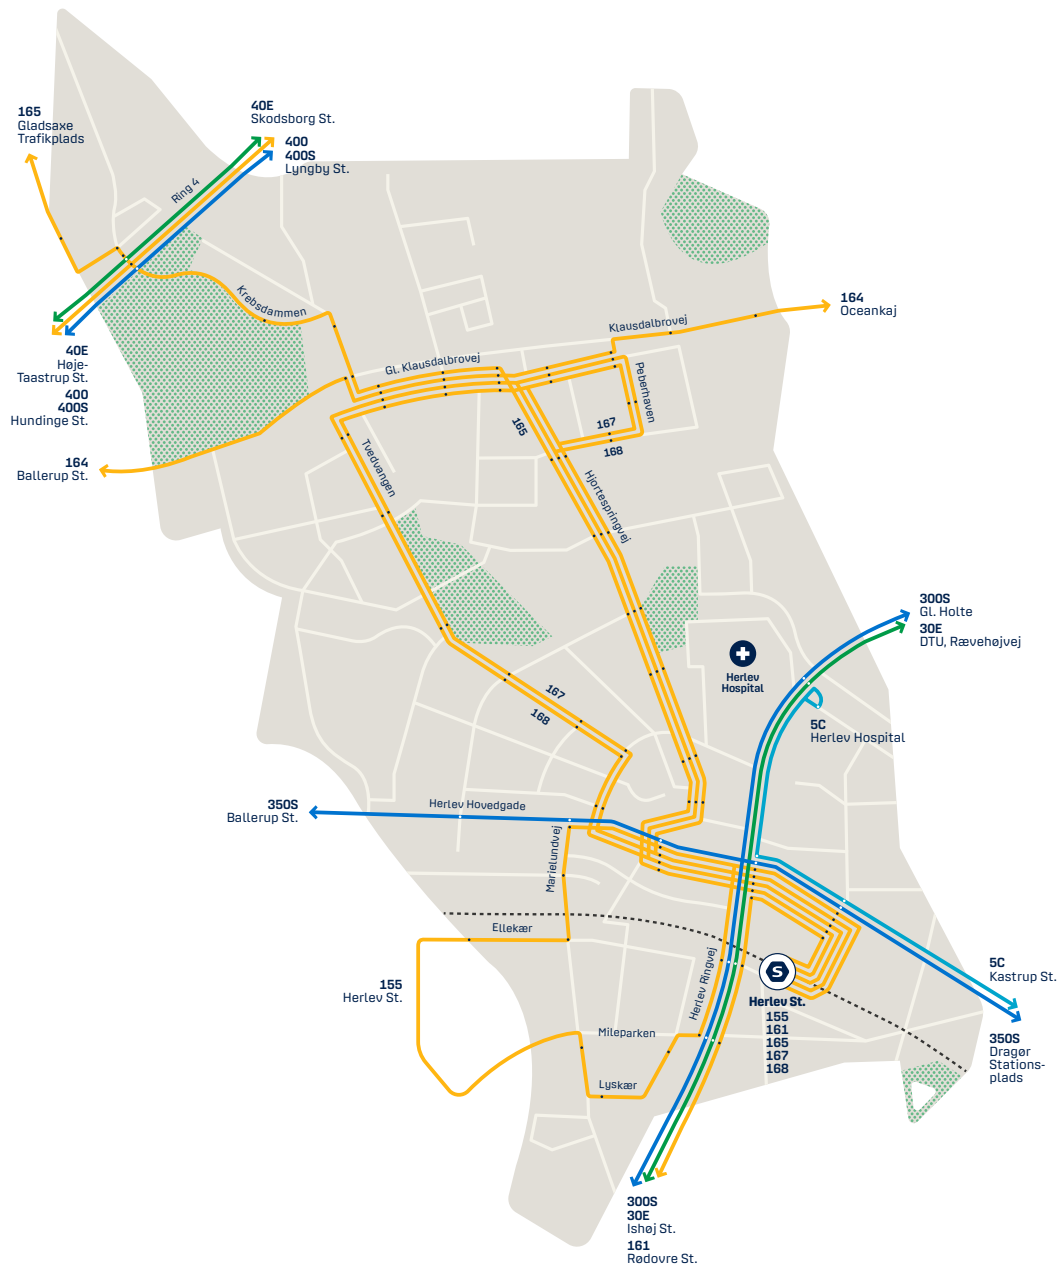 165
Gladsaxe
Trafikplads
40E
Skodsborg St.
400
400S
Lyngby St.
Ring 4
Krebsdammen
164
Oceankaj
Klausdalbrovej
40E
Høje-
Taastrup St.
400
400S
Hundinge St.
Gl. Klausdalbrovej
Peberhaven
165
167
168
164
Ballerup St.
Tvedvangen
Hjortespringvej
300S
Gl. Holte
30E
DTU, Rævehøjvej
Herlev
Hospital
167
168
5C
Herlev Hospital
350S
Ballerup St.
Herlev Hovedgade
Marielundvej
Ellekær
155
Herlev St.
Herlev Ringvej
S
Herlev St.
155
161
165
167
168
5C
Kastrup St.
350S
Dragør
Stations-
plads
Mileparken
Lyskær
300S
30E
Ishøj St.
161
Rødovre St.